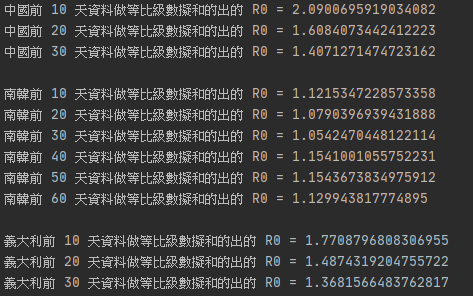 中國前 10 天資料做等比級數擬和的出的 R0 = 2.0900695919034082
中國前 20 天資料做等比級數擬和的出的 R0 = 1.6084073442412223
中國前 30 天資料做等比級數擬和的出的 R0 = 1.4071271474723162
南韓前 10 天資料做等比級數擬和的出的 R0 = 1.1215347228573358
南韓前 20 天資料做等比級數擬和的出的 R0 = 1.0790396939431888
南韓前 30 天資料做等比級數擬和的出的 R0 = 1.0542470448122114
南韓前 40 天資料做等比級數擬和的出的 R0 = 1.1541001055752231
南韓前 50 天資料做等比級數擬和的出的 R0 = 1.1543673834975912
南韓前 60 天資料做等比級數擬和的出的 R0 = 1.129943817774895
義大利前 10 天資料做等比級數擬和的出的 R0 = 1.7708796808306955
義大利前 20 天資料做等比級數擬和的出的 R0 = 1.4874319204755722
義大利前 30 天資料做等比級數擬和的出的 R0 = 1.3681566483762817